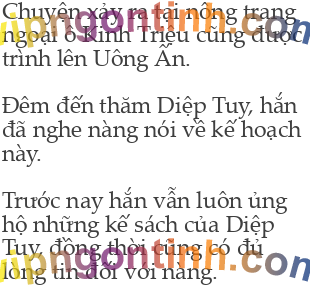 Chuyện xảy ra tại nông trang
ngoại ô Kinh Triệu cũng được
trình lên Uông Ấn.
Đêm đến thăm Diệp Tuy, hắn
đã nghe nàng nói về kế hoạch
này.
Trước nay hắn vẫn luôn ủng
hộ những kế sách của Diệp
Tuy, đồng thời cũng có đủ
lòng tin đối với nàng.